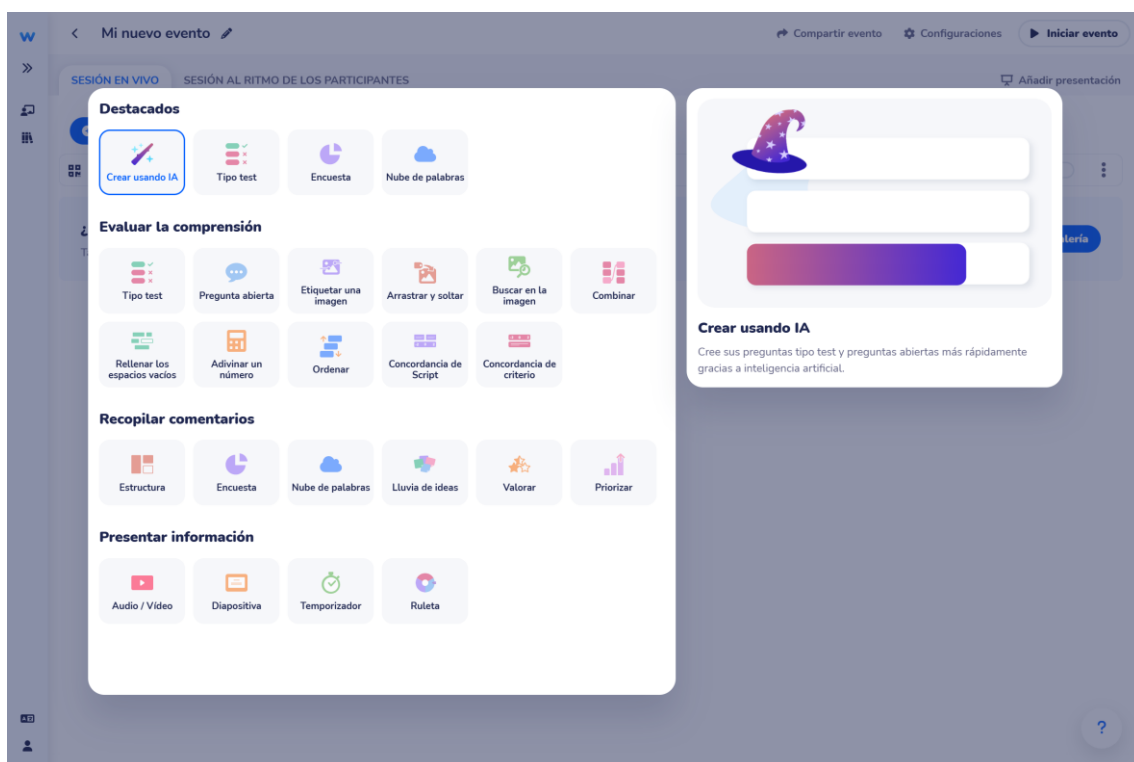 w
Mi nuevo evento
Compartir evento
Configuraciones
Iniciar evento
SESIÓN EN VIVO
SESIÓN AL RITMO DE LOS PARTICIPANTES
Añadir presentación
Destacados
Crear usando IA
Tipo test
Encuesta
Nube de palabras
Evaluar la comprensión
Tipo test
Pregunta abierta
Etiquetar una
imagen
Arrastrar y soltar
Buscar en la
imagen
Combinar
Rellenar los
espacios vacíos
Adivinar un
número
Ordenar
Concordancia de
Script
Concordancia de
criterio
Recopilar comentarios
Estructura
Encuesta
Nube de palabras
Lluvia de ideas
Valorar
Priorizar
Presentar información
Audio / Vídeo
Diapositiva
Temporizador
Ruleta
Crear usando IA
Cree sus preguntas tipo test y preguntas abiertas más rápidamente
gracias a inteligencia artificial.
?